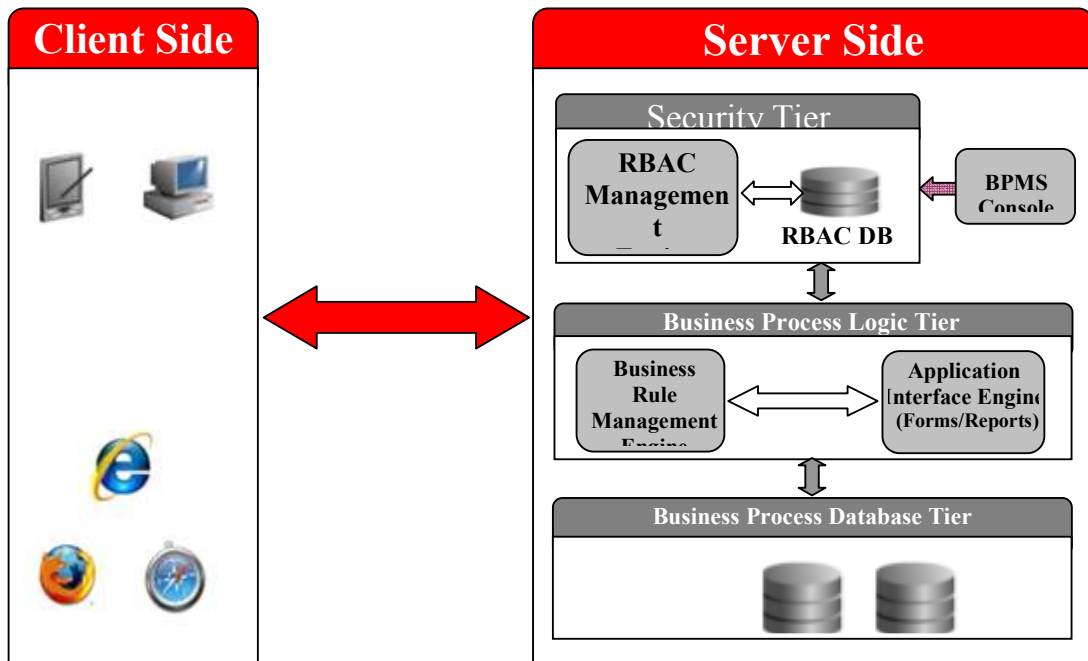 Client Side
Server Side
Security Tier
RBAC
Managemen
t
RBAC DB
BPMS
Console
Business Process Logic Tier
Business
Rule
Management
Engine
Application
Interface Engine
(Forms/Reports)
Business Process Database Tier